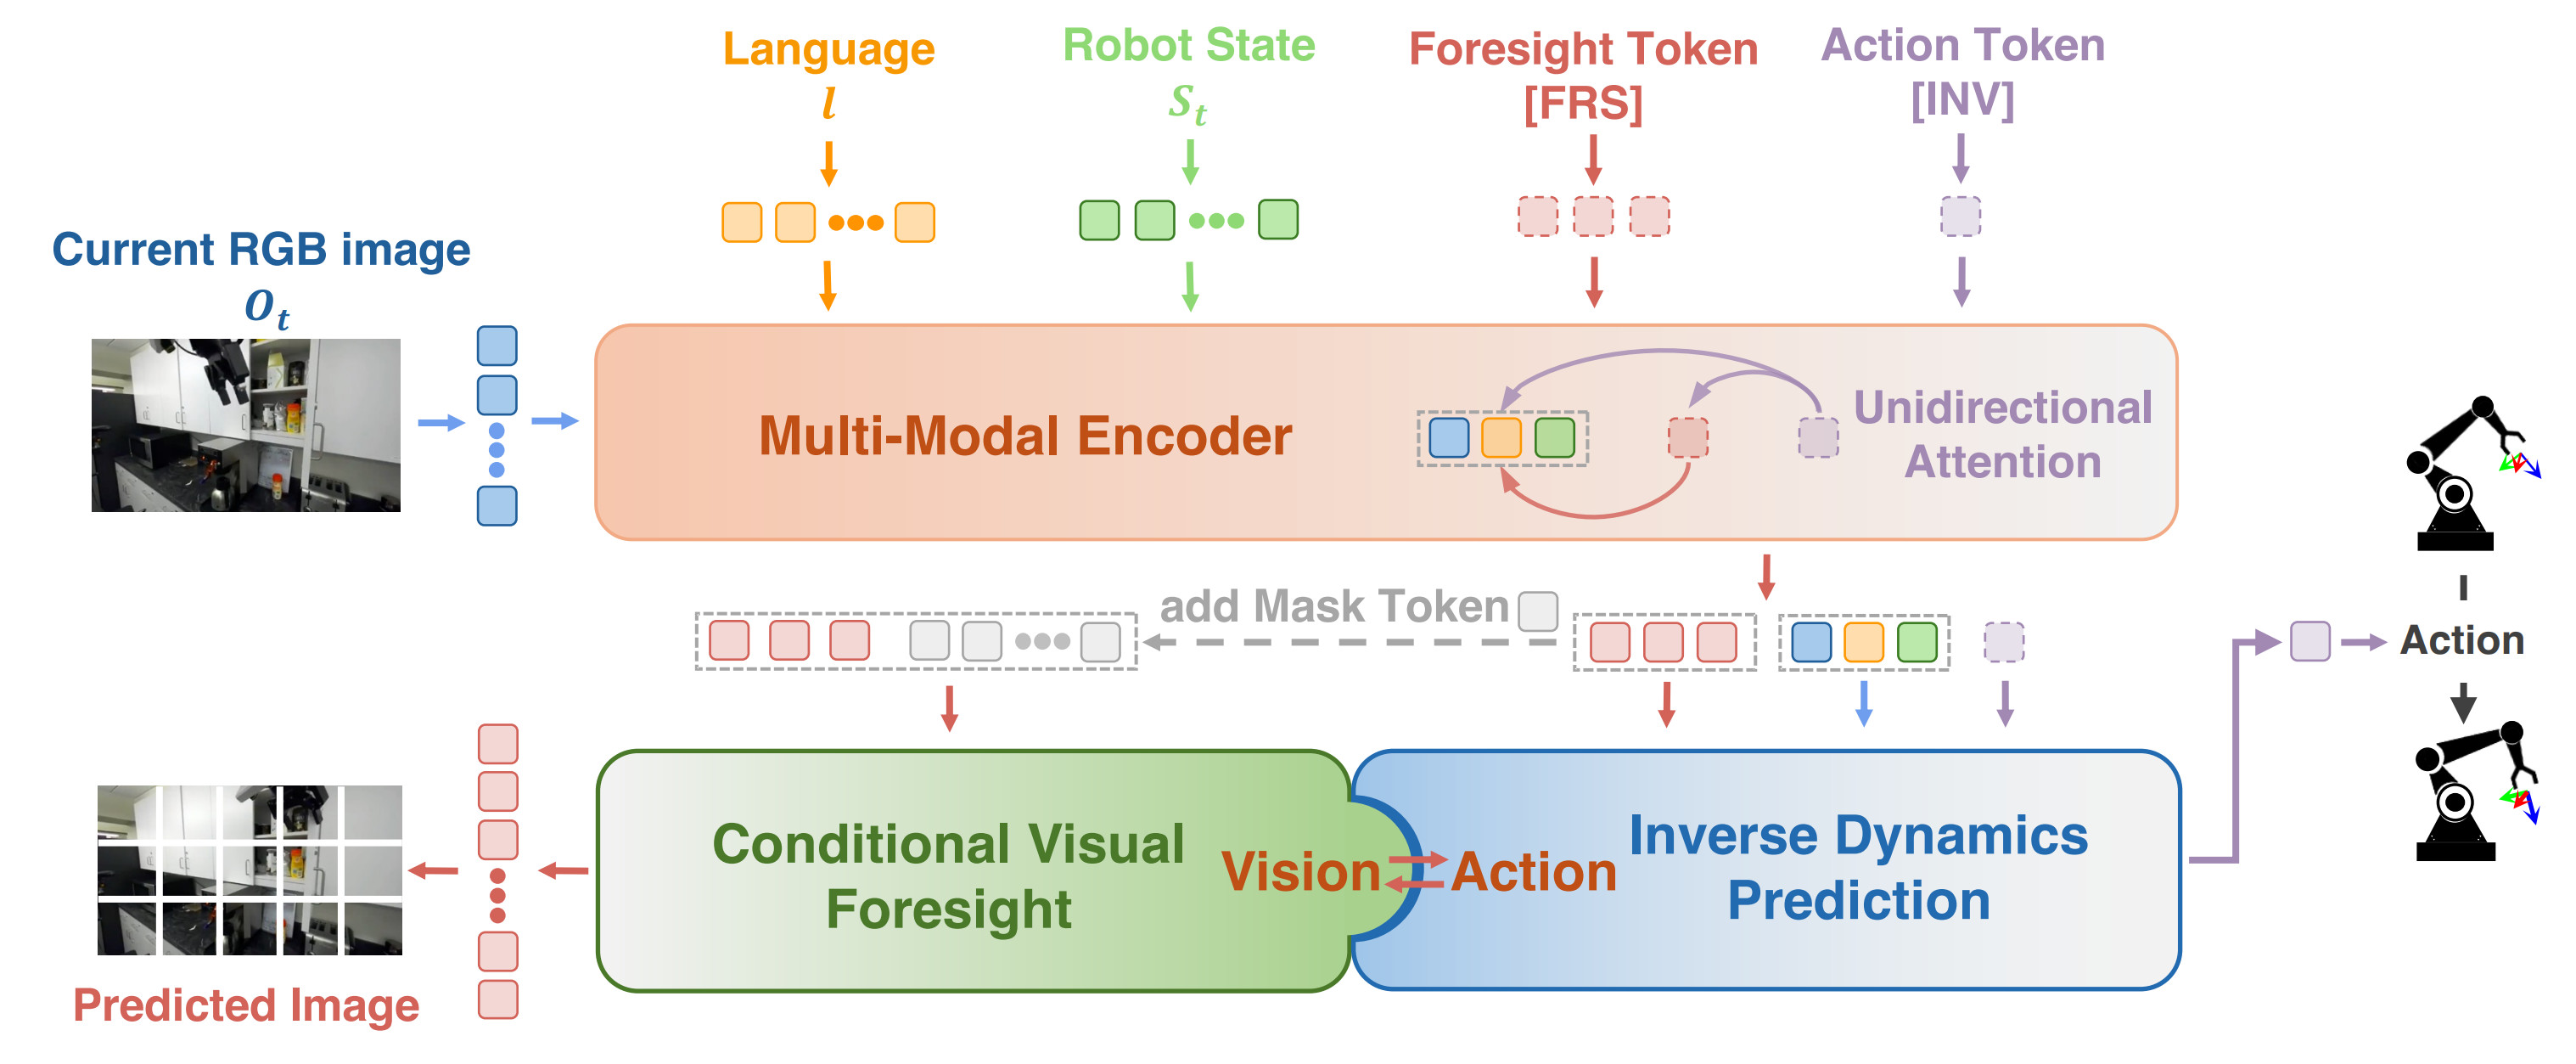 Language
l
Robot State
S_t
Foresight Token
[FRS]
Action Token
[INV]
Current RGB image
O_t
Multi-Modal Encoder
Unidirectional
Attention
add Mask Token
Action
Conditional Visual
Foresight
Vision
Action
Inverse Dynamics
Prediction
Predicted Image